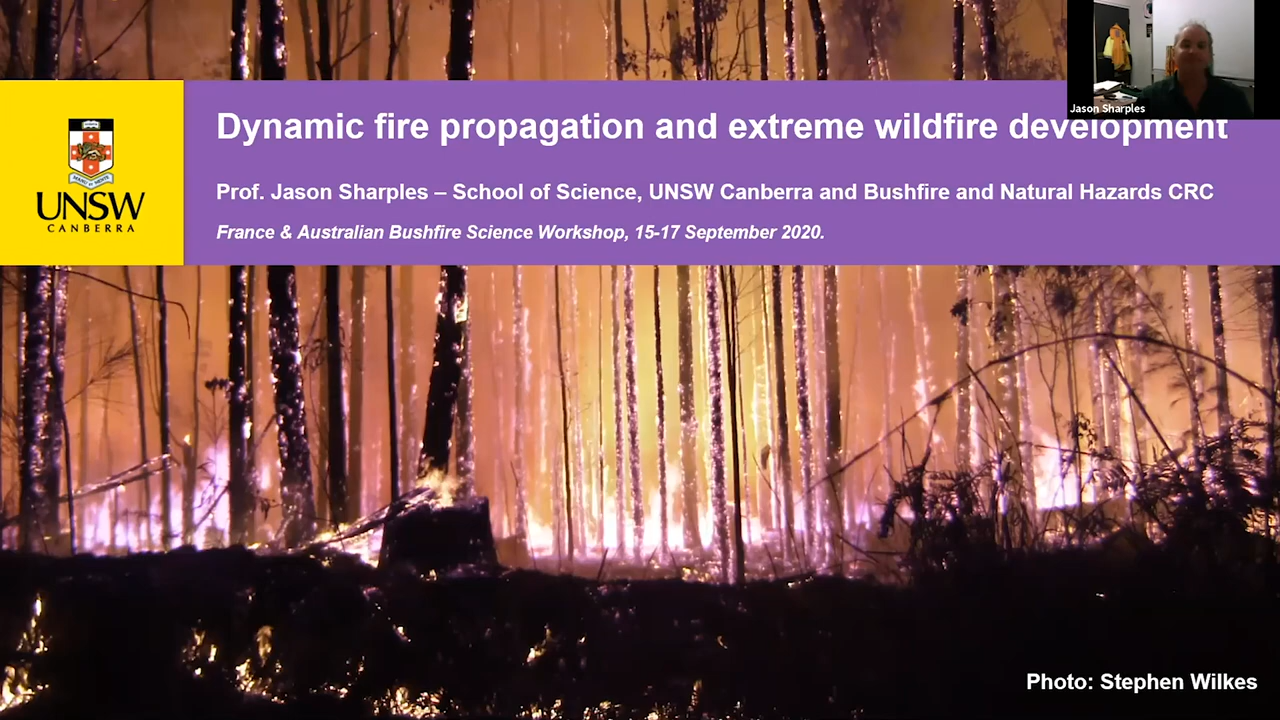 Dynamic fire propagation and extreme wildfire development
Jason Sharples
Prof. Jason Sharples – School of Science, UNSW Canberra and Bushfire and Natural Hazards CRC
France & Australian Bushfire Science Workshop, 15-17 September 2020.
UNSW
CANBERRA
Photo: Stephen Wilkes